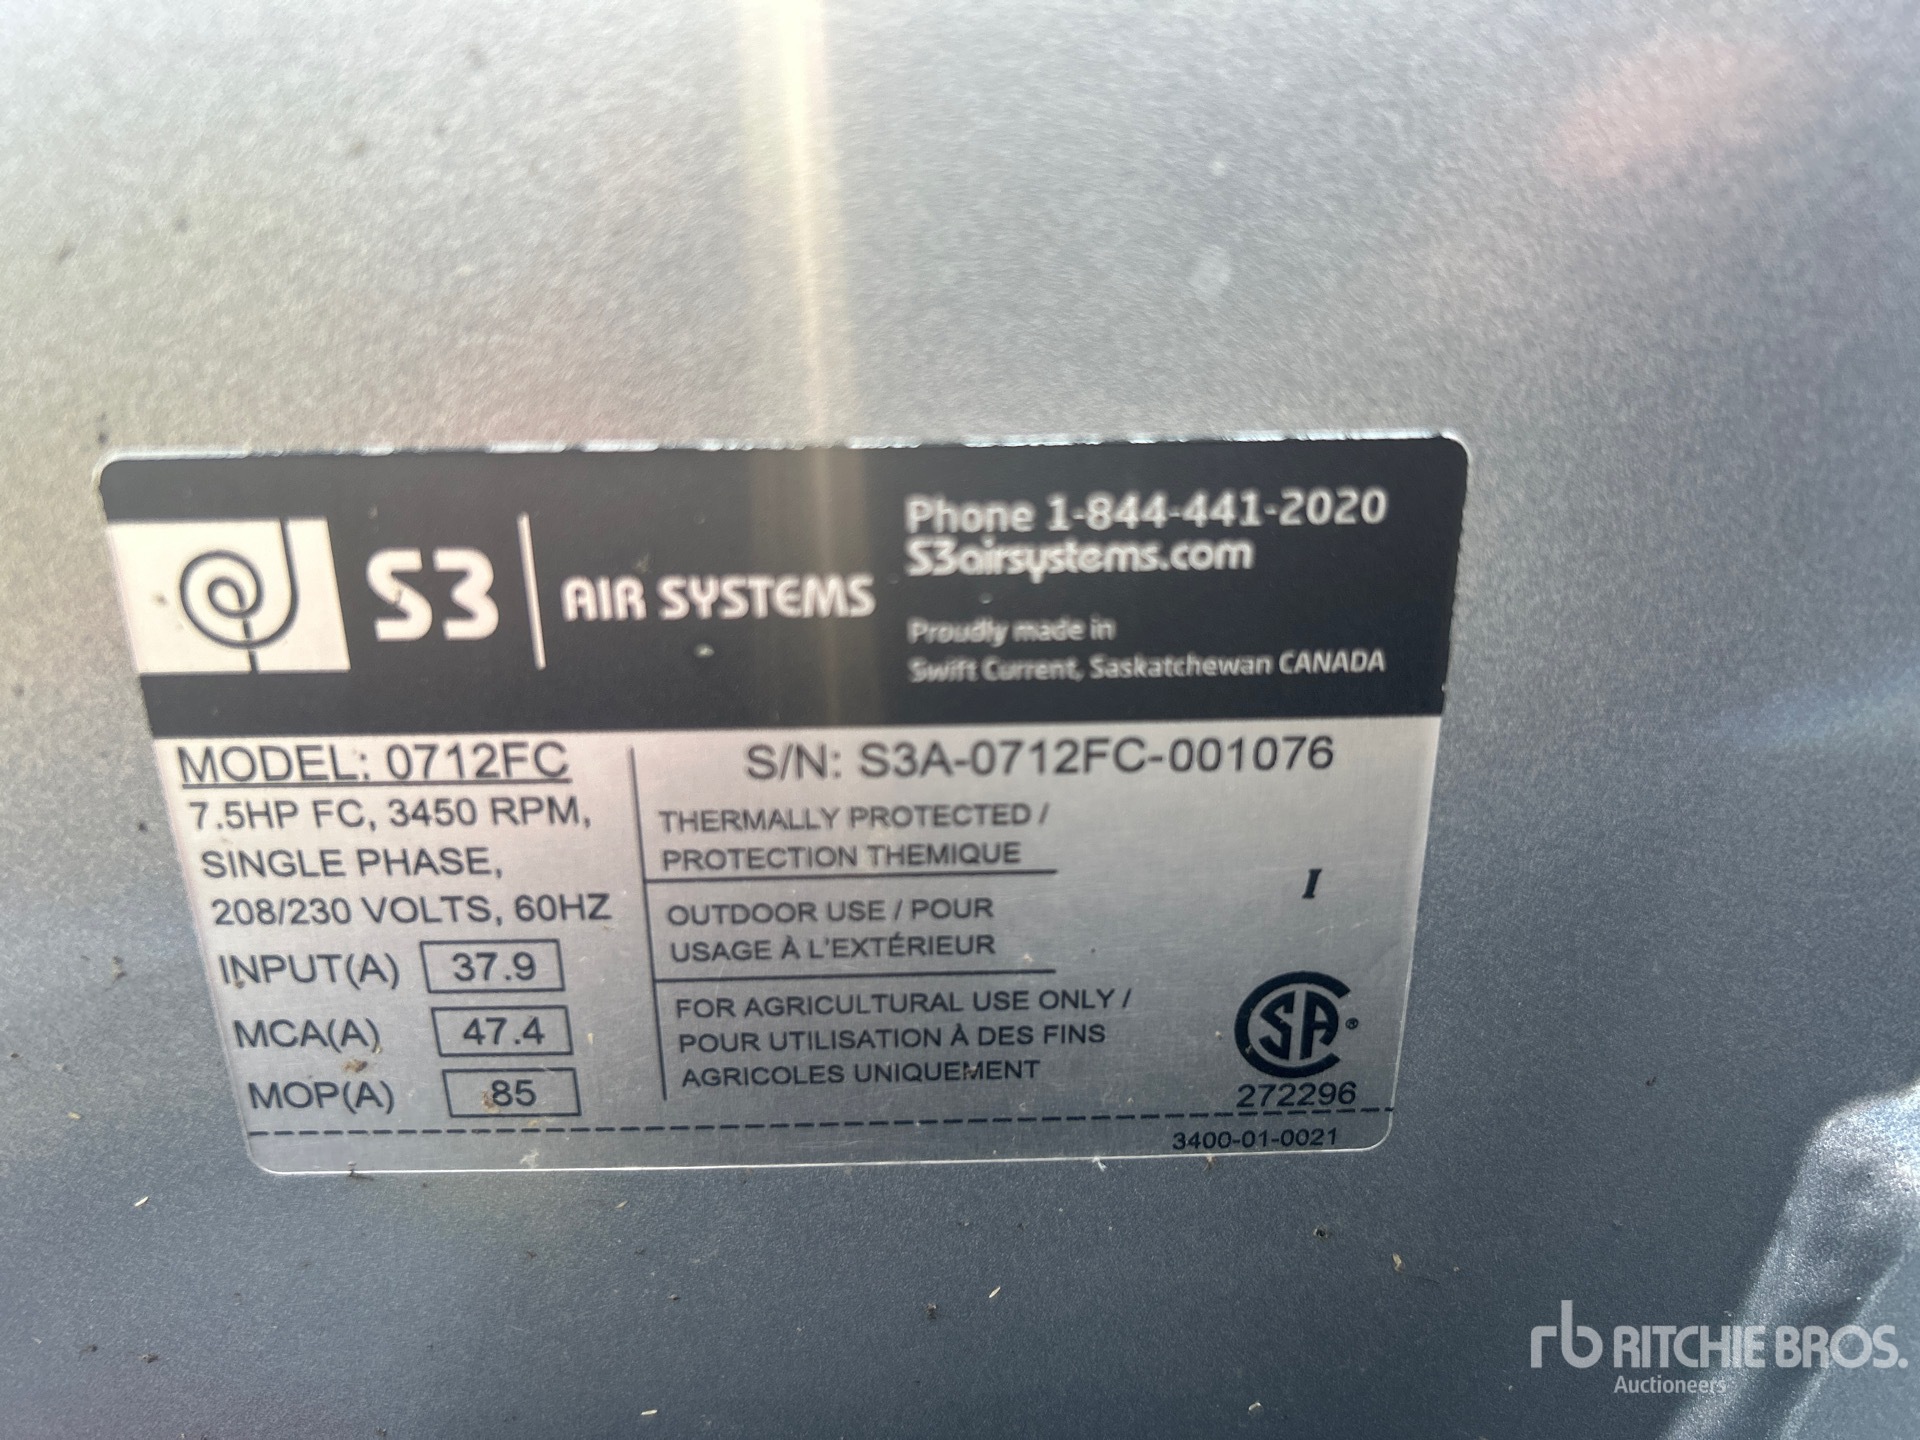 S3 | AIR SYSTEMS
Phone 1-844-441-2020
S3airsystems.com
Proudly made in
Swift Current, Saskatchewan CANADA
MODEL: 0712FC
7.5HP FC, 3450 RPM,
SINGLE PHASE,
208/230 VOLTS, 60HZ
INPUT(A) 37.9
MCA(A) 47.4
MOP(A) 85
S/N: S3A-0712FC-001076
THERMALLY PROTECTED /
PROTECTION THEMIQUE
OUTDOOR USE / POUR
USAGE À L'EXTÉRIEUR
FOR AGRICULTURAL USE ONLY /
POUR UTILISATION À DES FINS
AGRICOLES UNIQUEMENT
I
CSA®
272296
3400-01-0021
rb RITCHIE BROS.
Auctioneers